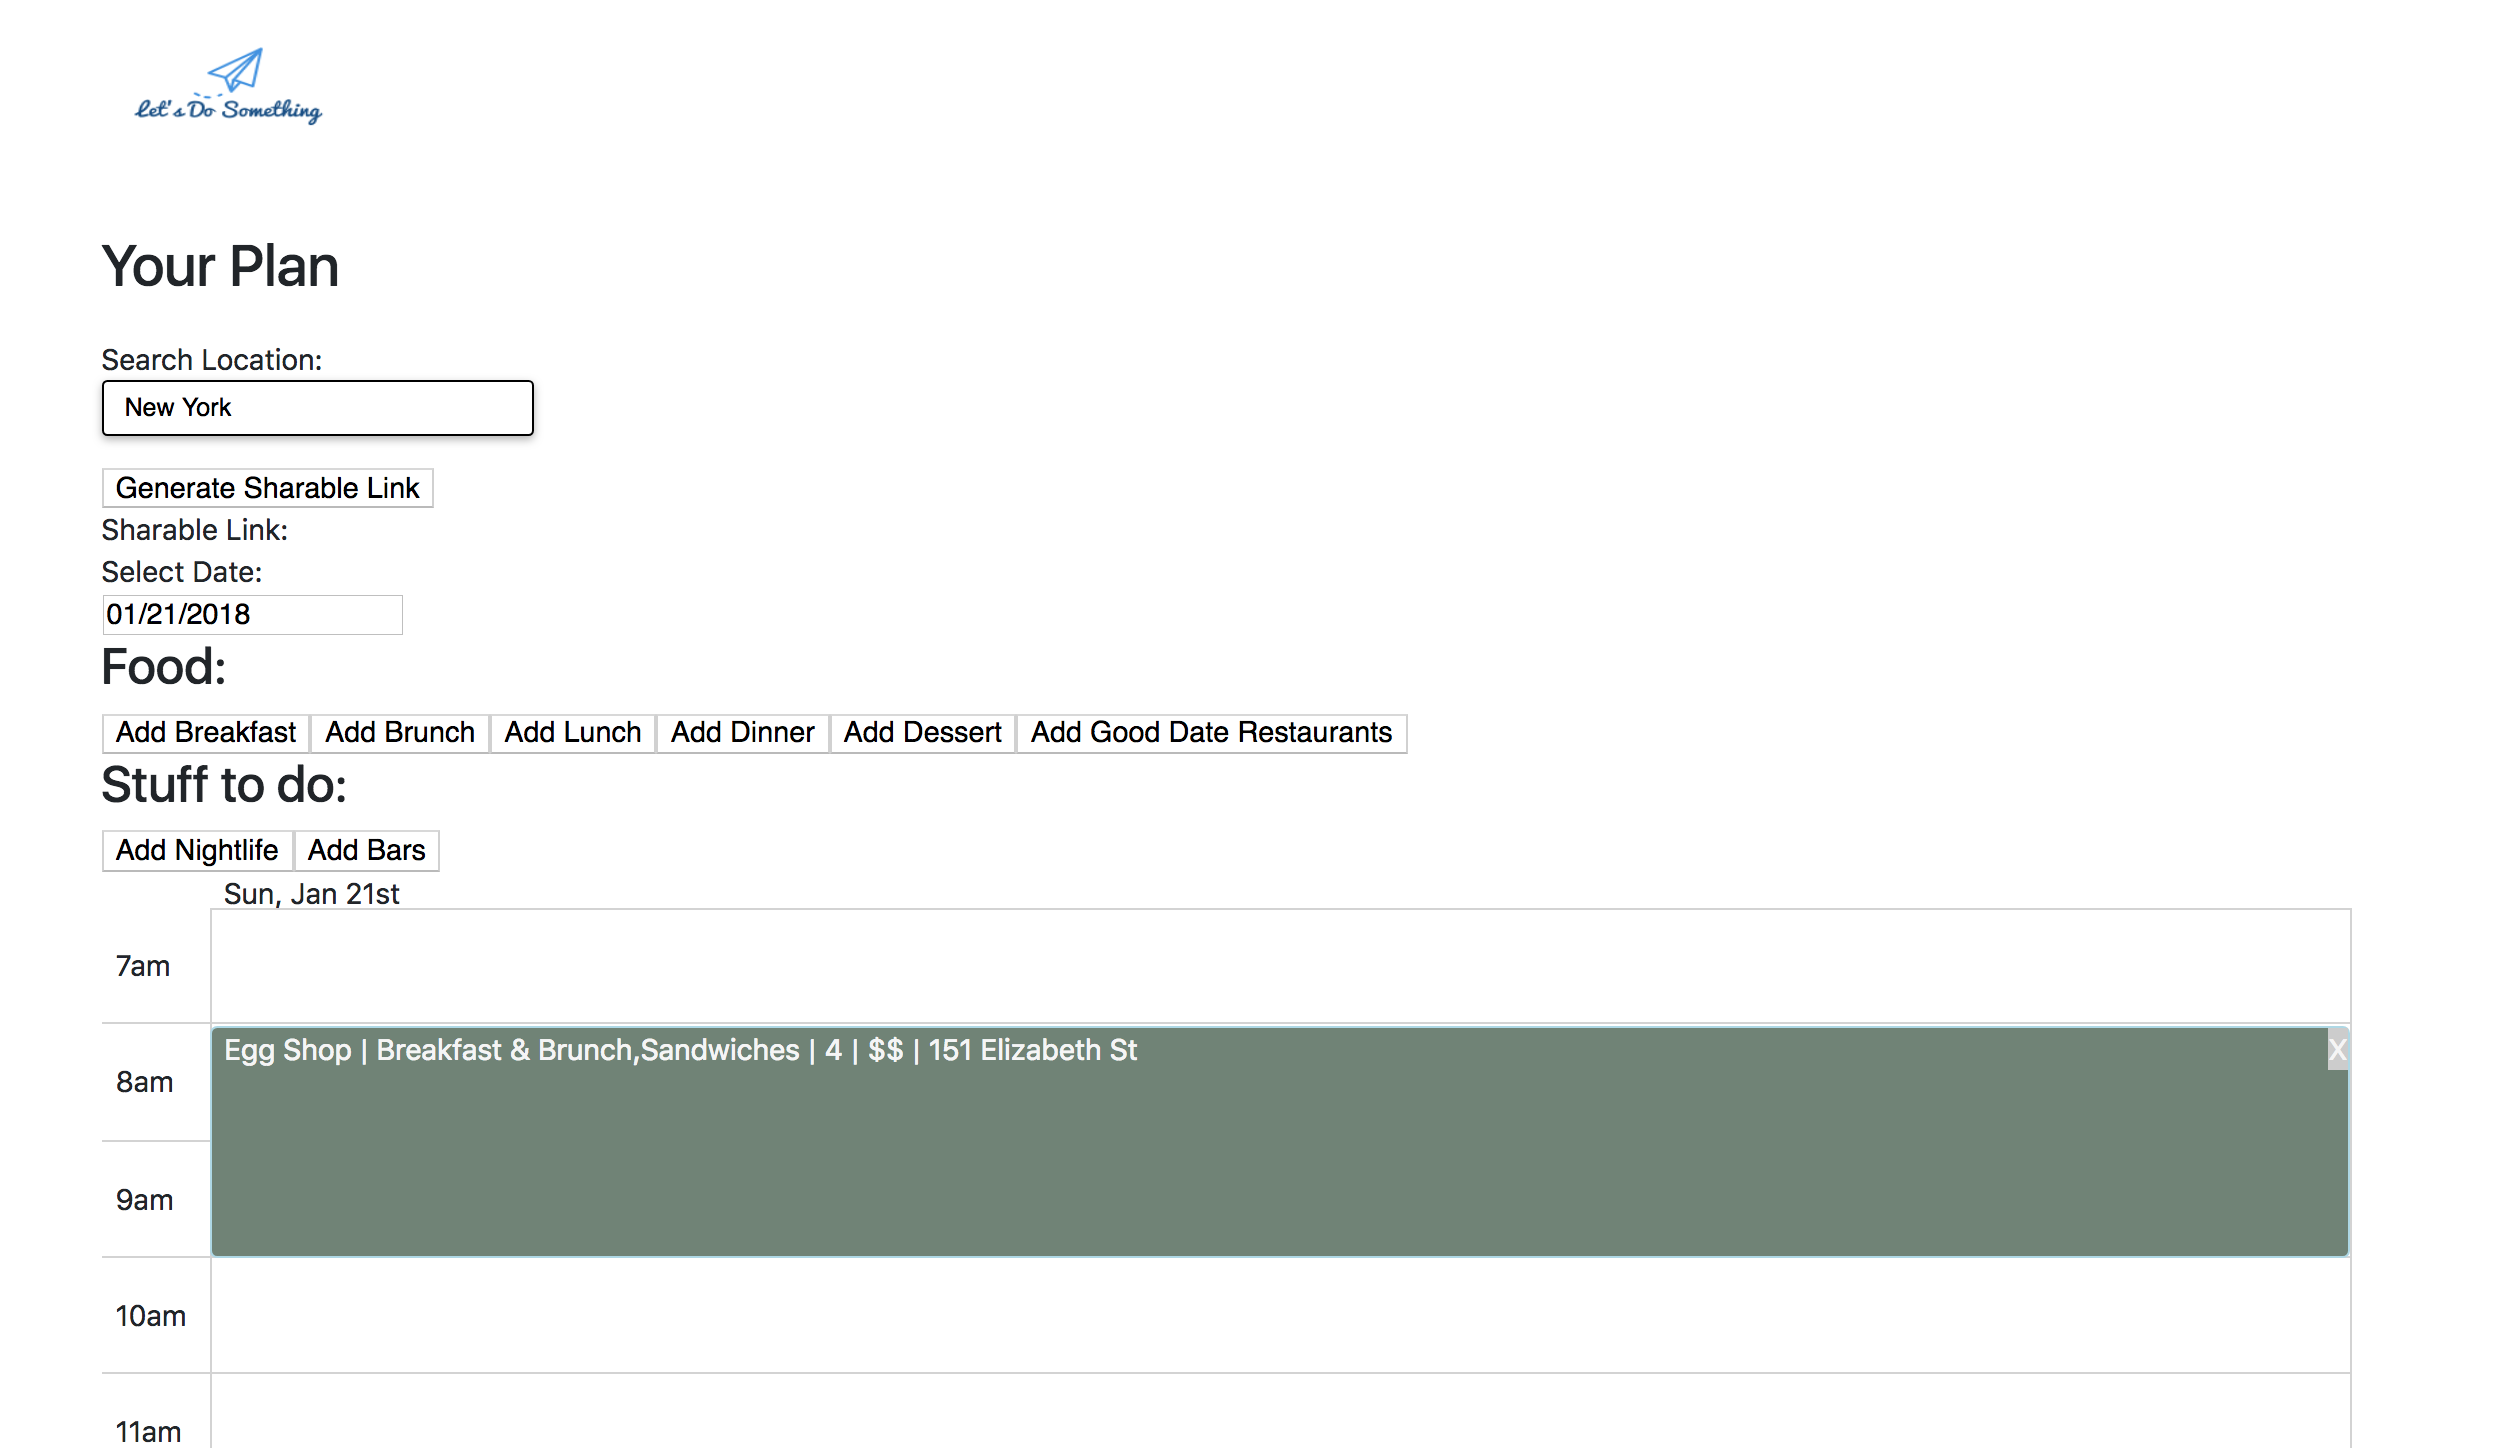 Let's Do Something
Your Plan
Search Location:
New York
Generate Sharable Link
Sharable Link:
Select Date:
01/21/2018
Food:
Add Breakfast Add Brunch Add Lunch Add Dinner Add Dessert Add Good Date Restaurants
Stuff to do:
Add Nightlife Add Bars
Sun, Jan 21st
7am
Egg Shop | Breakfast & Brunch,Sandwiches | 4 | $$ | 151 Elizabeth St X
8am
9am
10am
11am